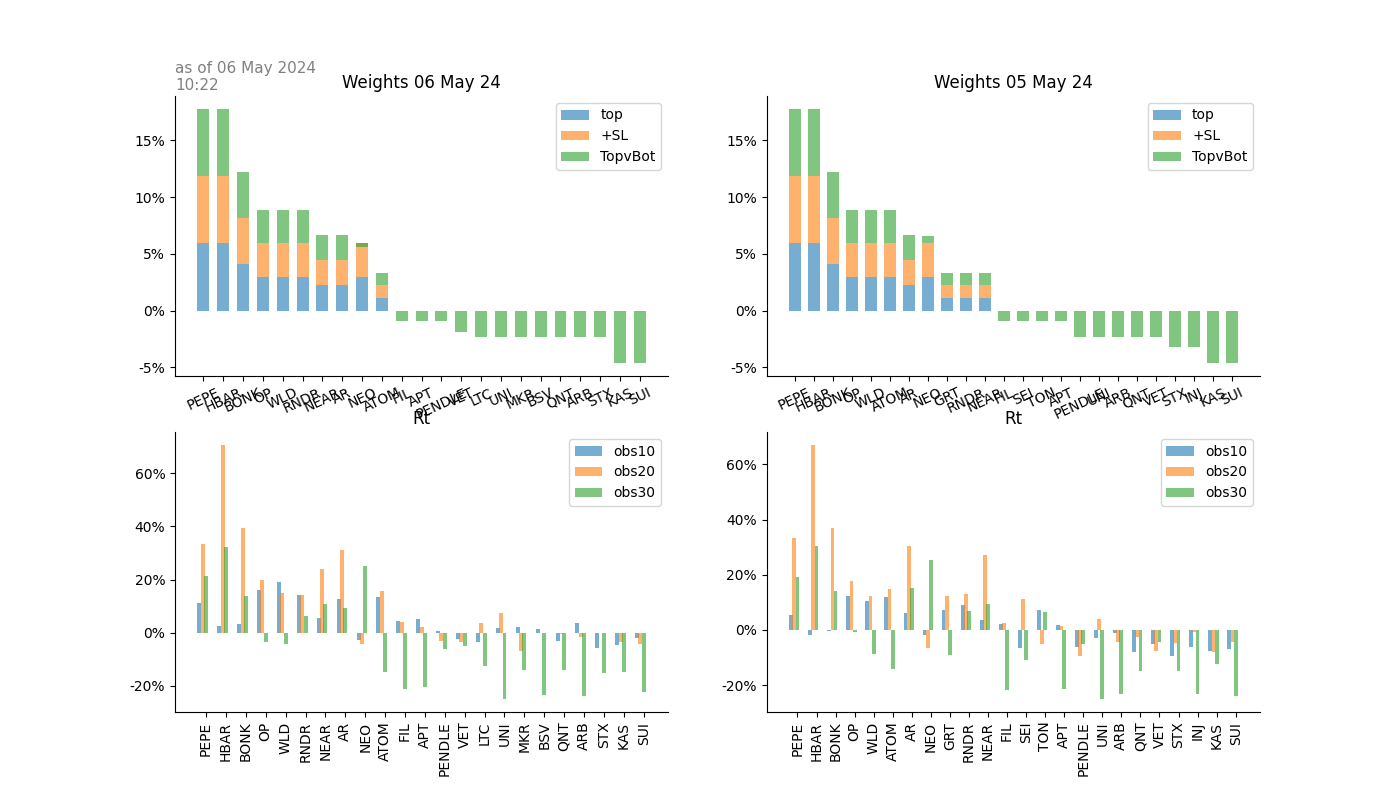 as of 06 May 2024
10:22
Weights 06 May 24
top
+SL
TopvBot
15%
10%
5%
0%
-5%
PEPE HBAR BONK OP WLD RNDR NEAR AR NEO ATOM FIL APT PENDLE VET LTC UNI MKR BSV QNT ARB STX KAS SUI
Weights 05 May 24
top
+SL
TopvBot
15%
10%
5%
0%
-5%
PEPE HBAR BONK OP WLD ATOM AR NEO GRT RNDR NEAR FIL SEI TON APT PENDLE UNI ARB QNT VET STX INJ KAS SUI
Rt
obs10
obs20
obs30
60%
40%
20%
0%
-20%
PEPE HBAR BONK OP WLD RNDR NEAR AR NEO ATOM FIL APT PENDLE VET LTC UNI MKR BSV QNT ARB STX KAS SUI
Rt
obs10
obs20
obs30
60%
40%
20%
0%
-20%
PEPE HBAR BONK OP WLD ATOM AR NEO GRT RNDR NEAR FIL SEI TON APT PENDLE UNI ARB QNT VET STX INJ KAS SUI